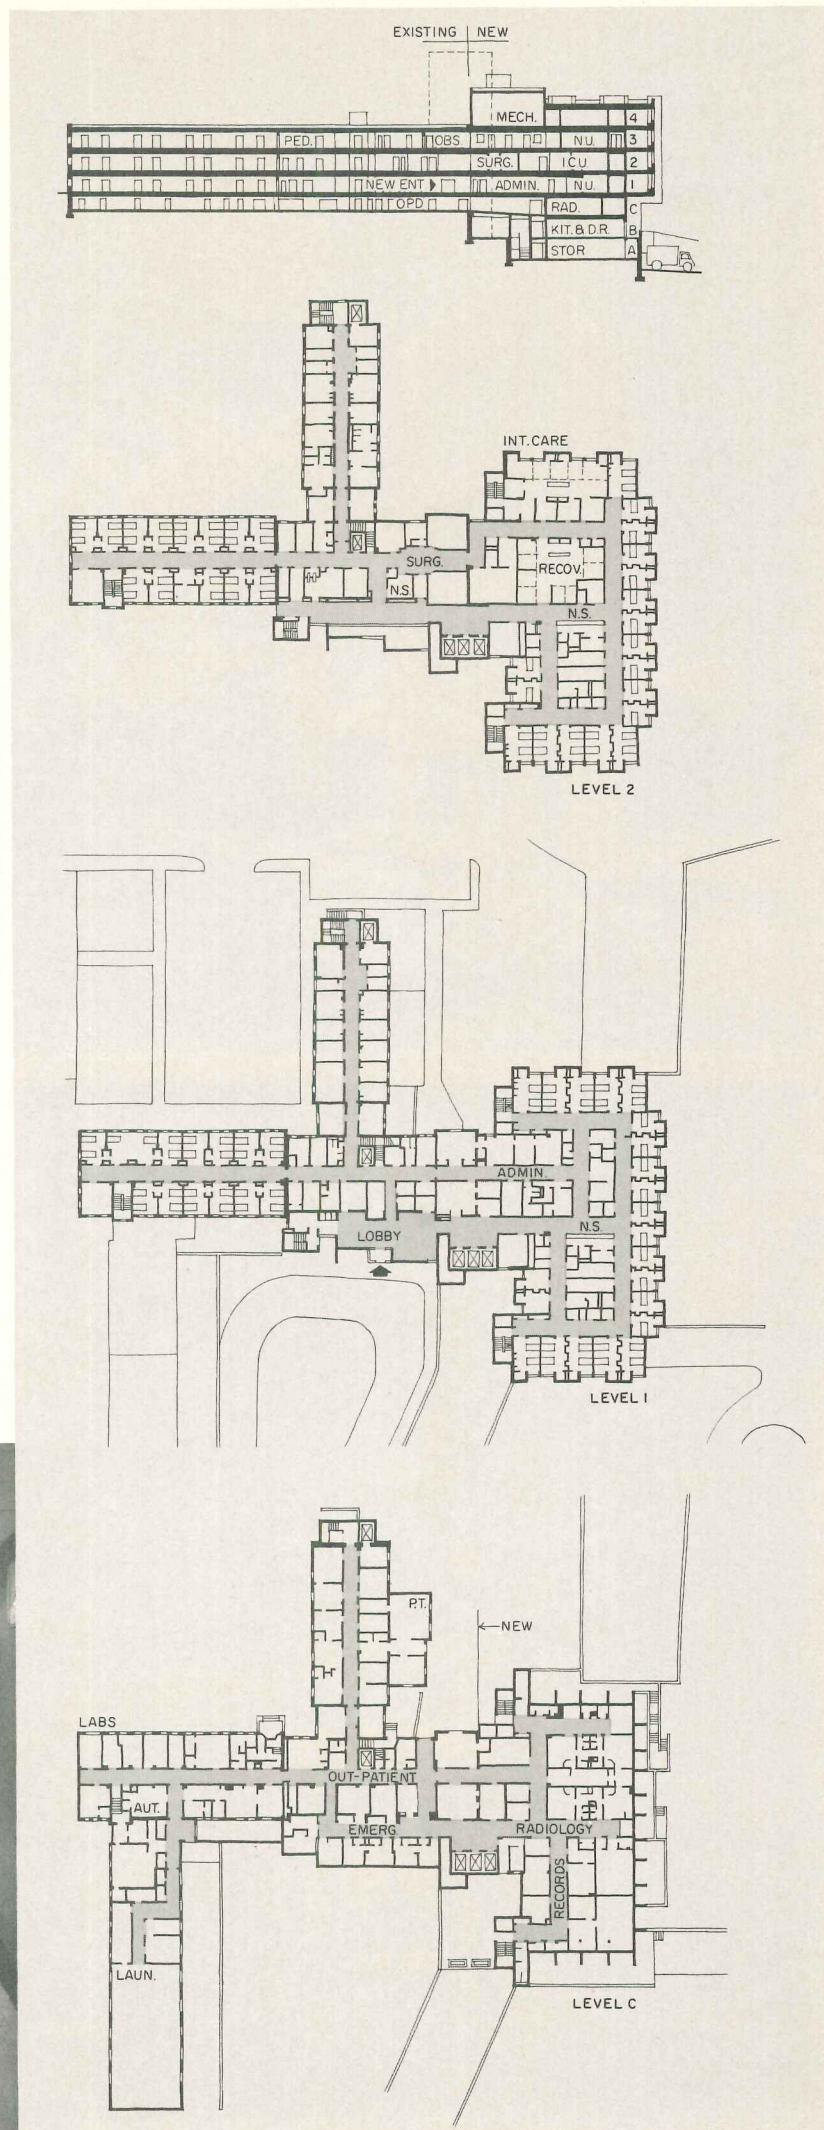 EXISTING NEW
MECH. 4
PED. OBS. NU. 3
SURG. ICU 2
NEW ENT ADMIN. NU. 1
OPD RAD. C
KIT. & D.R. B
STOR A
INT. CARE
SURG. RECOV.
N.S. N.S.
LEVEL 2
ADMIN
LOBBY N.S.
LEVEL 1
P.T.
NEW
LABS
OUT-PATIENT
AUT.
EMERG. RADIOLOGY
RECORDS
LAUN.
LEVEL C